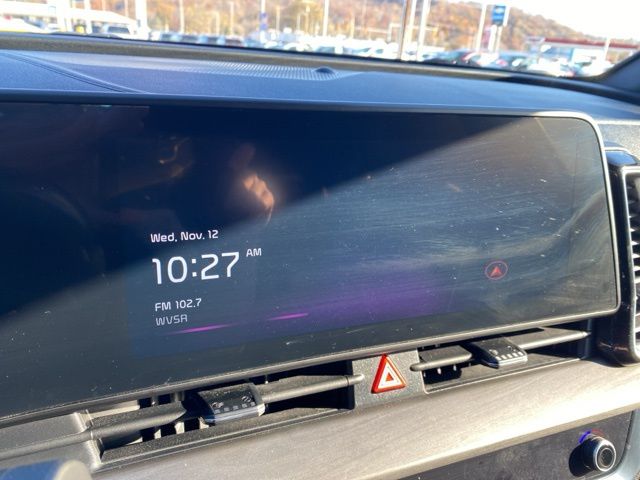 Wed, Nov. 12
10:27 AM
FM 102.7
WVSR